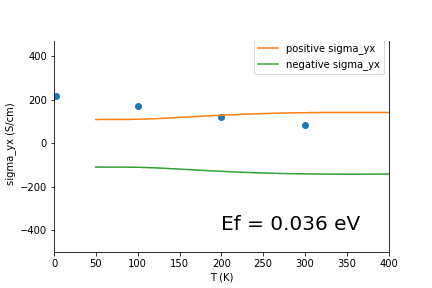 400
200
0
−200
−400
sigma_yx (S/cm)
positive sigma_yx
negative sigma_yx
Ef = 0.036 eV
0 50 100 150 200 250 300 350 400
T (K)